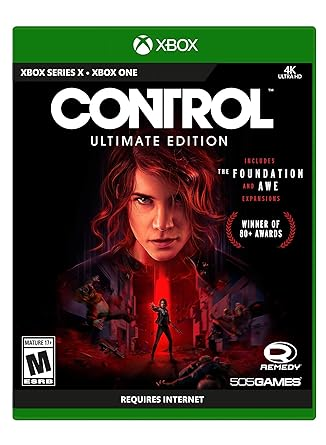 XBOX
XBOX SERIES X • XBOX ONE
4K
ULTRA HD
CONTROL™
ULTIMATE EDITION
INCLUDES
THE FOUNDATION
AND AWE
EXPANSIONS
WINNER OF
80+ AWARDS
MATURE 17+
M
ESRB
REMEDY
505GAMES
REQUIRES INTERNET